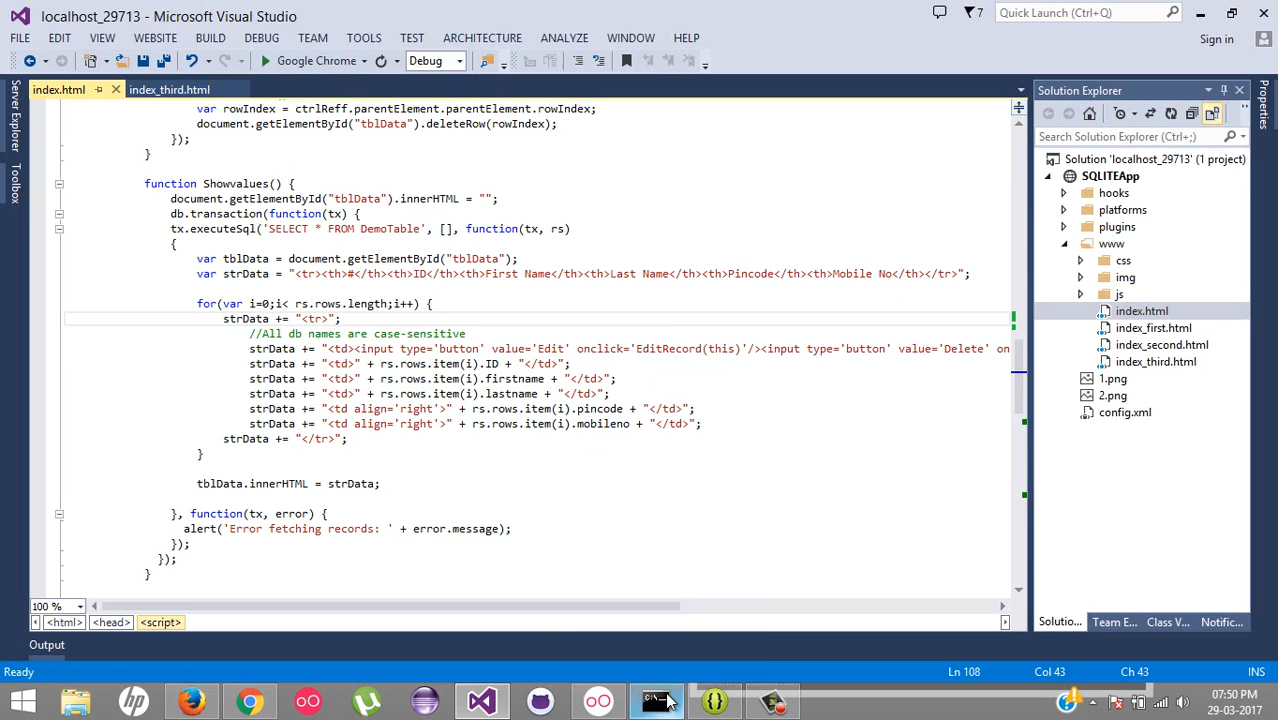 localhost_29713 - Microsoft Visual Studio
7
Quick Launch (Ctrl+Q)
FILE EDIT VIEW WEBSITE BUILD DEBUG TEAM TOOLS TEST ARCHITECTURE ANALYZE WINDOW HELP
Sign in
Google Chrome
Debug
index.html
index_third.html
Server Explorer
Toolbox
var rowIndex = ctrlReff.parentElement.parentElement.rowIndex;
document.getElementById("tblData").deleteRow(rowIndex);
});
}
function Showvalues() {
document.getElementById("tblData").innerHTML = "";
db.transaction(function(tx) {
tx.executeSql('SELECT * FROM DemoTable', [], function(tx, rs)
{
var tblData = document.getElementById("tblData");
var strData = "<tr><th>#</th><th>ID</th><th>First Name</th><th>Last Name</th><th>Pincode</th><th>Mobile No</th></tr>";
for(var i=0;i< rs.rows.length;i++) {
strData += "<tr>";
//All db names are case-sensitive
strData += "<td><input type='button' value='Edit' onclick='EditRecord(this)'/><input type='button' value='Delete' on
strData += "<td>" + rs.rows.item(i).ID + "</td>";
strData += "<td>" + rs.rows.item(i).firstname + "</td>";
strData += "<td>" + rs.rows.item(i).lastname + "</td>";
strData += "<td align='right'>" + rs.rows.item(i).pincode + "</td>";
strData += "<td align='right'>" + rs.rows.item(i).mobileno + "</td>";
strData += "</tr>";
}
tblData.innerHTML = strData;
}, function(tx, error) {
alert('Error fetching records: ' + error.message);
});
});
}
100 %
<html> <head> <script>
Output
Solution Explorer
Search Solution Explorer (Ctrl+;)
Solution 'localhost_29713' (1 project)
SQLITEApp
hooks
platforms
plugins
www
css
img
js
index.html
index_first.html
index_second.html
index_third.html
1.png
2.png
config.xml
Solutio... Team E... Class V... Notific...
Properties
Ready
Ln 108 Col 43 Ch 43 INS
07:50 PM
29-03-2017